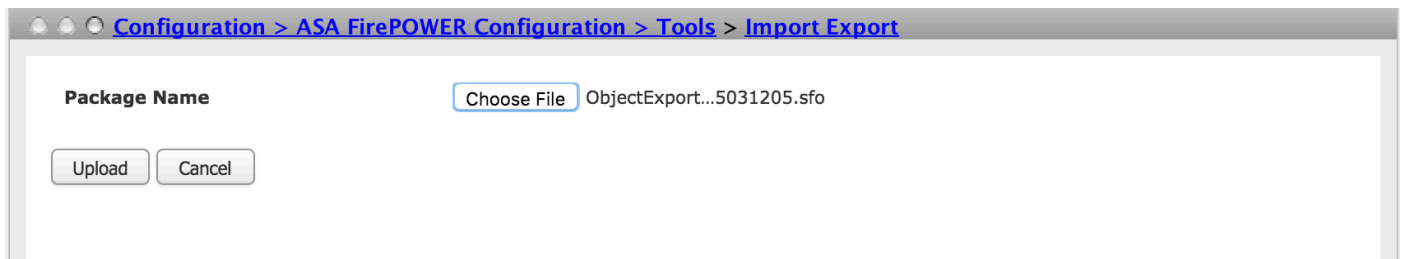 Configuration > ASA FirePOWER Configuration > Tools > Import Export
Package Name Choose File ObjectExport...5031205.sfo
Upload Cancel